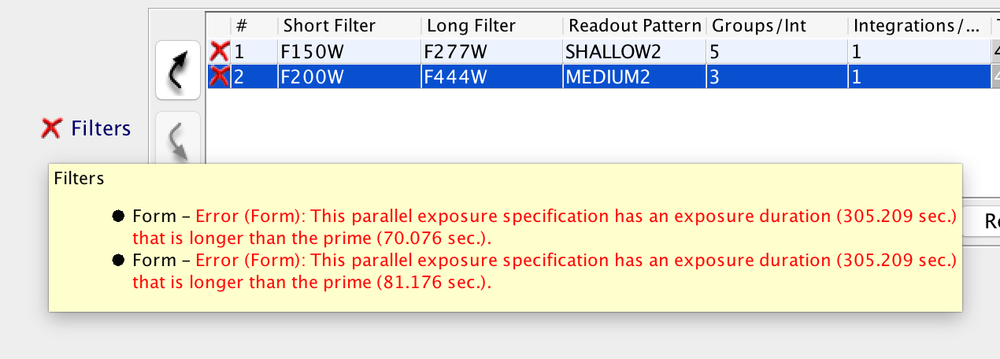 # Short Filter Long Filter Readout Pattern Groups/Int Integrations/...
1 F150W F277W SHALLOW2 5 1
2 F200W F444W MEDIUM2 3 1
Filters
Filters
Form – Error (Form): This parallel exposure specification has an exposure duration (305.209 sec.)
that is longer than the prime (70.076 sec.).
Form – Error (Form): This parallel exposure specification has an exposure duration (305.209 sec.)
that is longer than the prime (81.176 sec.).